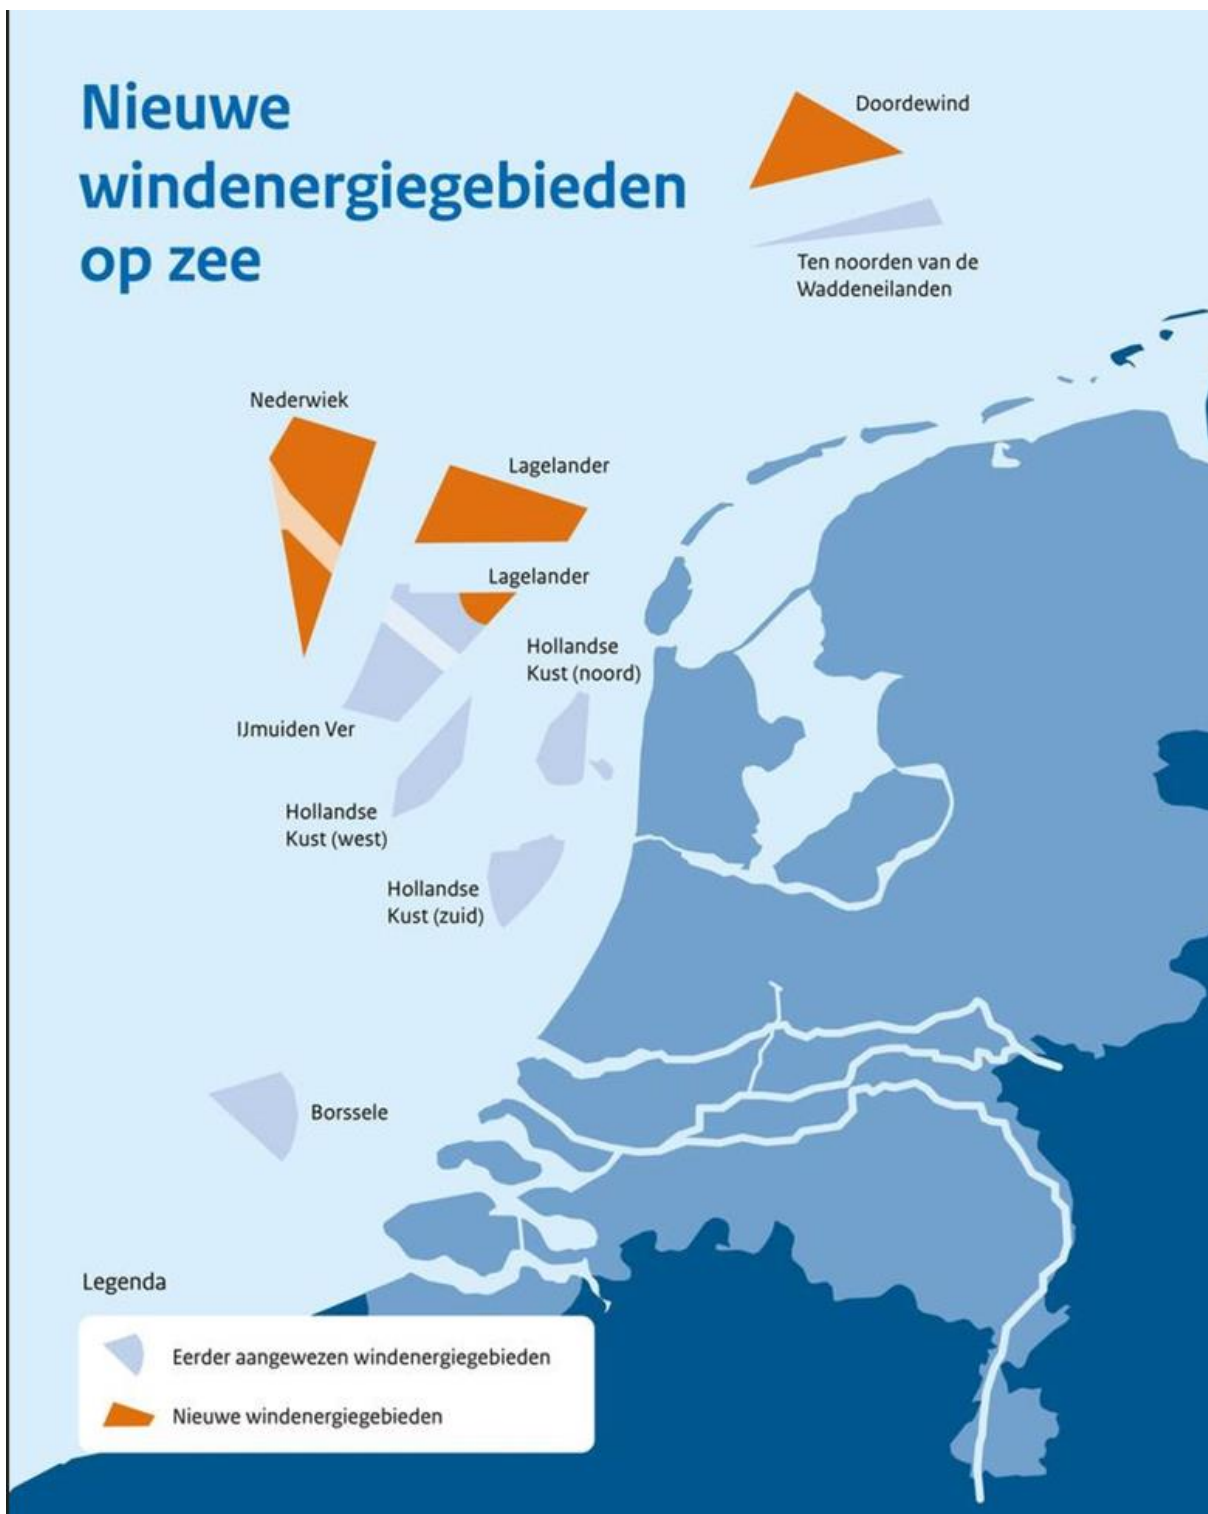 Nieuwe
windenergiegebieden
op zee
Doordewind
Ten noorden van de
Waddeneilanden
Nederwiek
Lagelander
Lagelander
Hollandse
Kust (noord)
IJmuiden Ver
Hollandse
Kust (west)
Hollandse
Kust (zuid)
Borssele
Legenda
Eerder aangewezen windenergiegebieden
Nieuwe windenergiegebieden